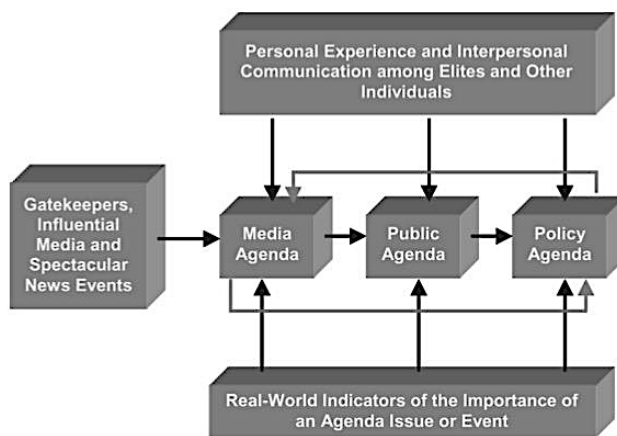 Personal Experience and Interpersonal
Communication among Elites and Other
Individuals
Gatekeepers,
Influential
Media and
Spectacular
News Events
Media
Agenda
Public
Agenda
Policy
Agenda
Real-World Indicators of the Importance of
an Agenda Issue or Event